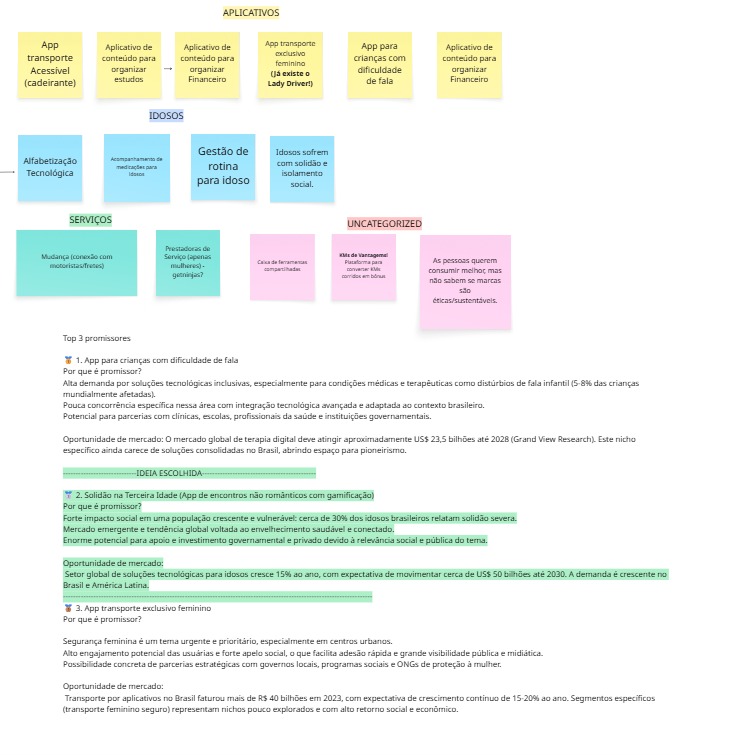 APLICATIVOS
App
transporte
Acessível
(cadeirante)
Aplicativo de
conteúdo para
organizar
estudos
Aplicativo de
conteúdo para
organizar
Financeiro
App transporte
exclusivo
feminino
(Já existe o
Lady Driver!)
App para
crianças com
dificuldade
de fala
Aplicativo de
conteúdo para
organizar
Financeiro
IDOSOS
Alfabetização
Tecnológica
Acompanhamento de
medicações para
idosos
Gestão de
rotina
para idoso
Idosos sofrem
com solidão e
isolamento
social.
SERVIÇOS
UNCATEGORIZED
Mudança (conexão com
motoristas/fretes)
Prestadoras de
Serviço (apenas
mulheres) -
getninjas?
Caixa de ferramentas
compartilhadas
KMs de Vantagens!
Plataforma para
converter KMs
corridos em bônus
As pessoas querem
consumir melhor, mas
não sabem se marcas
são
éticas/sustentáveis.
Top 3 promissores
🥇 1. App para crianças com dificuldade de fala
Por que é promissor?
Alta demanda por soluções tecnológicas inclusivas, especialmente para condições médicas e terapêuticas como distúrbios de fala infantil (5-8% das crianças
mundialmente afetadas).
Pouca concorrência específica nessa área com integração tecnológica avançada e adaptada ao contexto brasileiro.
Potencial para parcerias com clínicas, escolas, profissionais da saúde e instituições governamentais.
Oportunidade de mercado: O mercado global de terapia digital deve atingir aproximadamente US$ 23,5 bilhões até 2028 (Grand View Research). Este nicho
específico ainda carece de soluções consolidadas no Brasil, abrindo espaço para pioneirismo.
------------------------------IDEIA ESCOLHIDA----------------------------------------------
🥈 2. Solidão na Terceira Idade (App de encontros não românticos com gamificação)
Por que é promissor?
Forte impacto social em uma população crescente e vulnerável: cerca de 30% dos idosos brasileiros relatam solidão severa.
Mercado emergente e tendência global voltada ao envelhecimento saudável e conectado.
Enorme potencial para apoio e investimento governamental e privado devido à relevância social e pública do tema.
Oportunidade de mercado:
Setor global de soluções tecnológicas para idosos cresce 15% ao ano, com expectativa de movimentar cerca de US$ 50 bilhões até 2030. A demanda é crescente no
Brasil e América Latina.
------------------------------------------------------------------------------------------------------------------------------
🥉 3. App transporte exclusivo feminino
Por que é promissor?
Segurança feminina é um tema urgente e prioritário, especialmente em centros urbanos.
Alto engajamento potencial das usuárias e forte apelo social, o que facilita adesão rápida e grande visibilidade pública e midiática.
Possibilidade concreta de parcerias estratégicas com governos locais, programas sociais e ONGs de proteção à mulher.
Oportunidade de mercado:
Transporte por aplicativos no Brasil faturou mais de R$ 40 bilhões em 2023, com expectativa de crescimento contínuo de 15-20% ao ano. Segmentos específicos
(transporte feminino seguro) representam nichos pouco explorados e com alto retorno social e econômico.